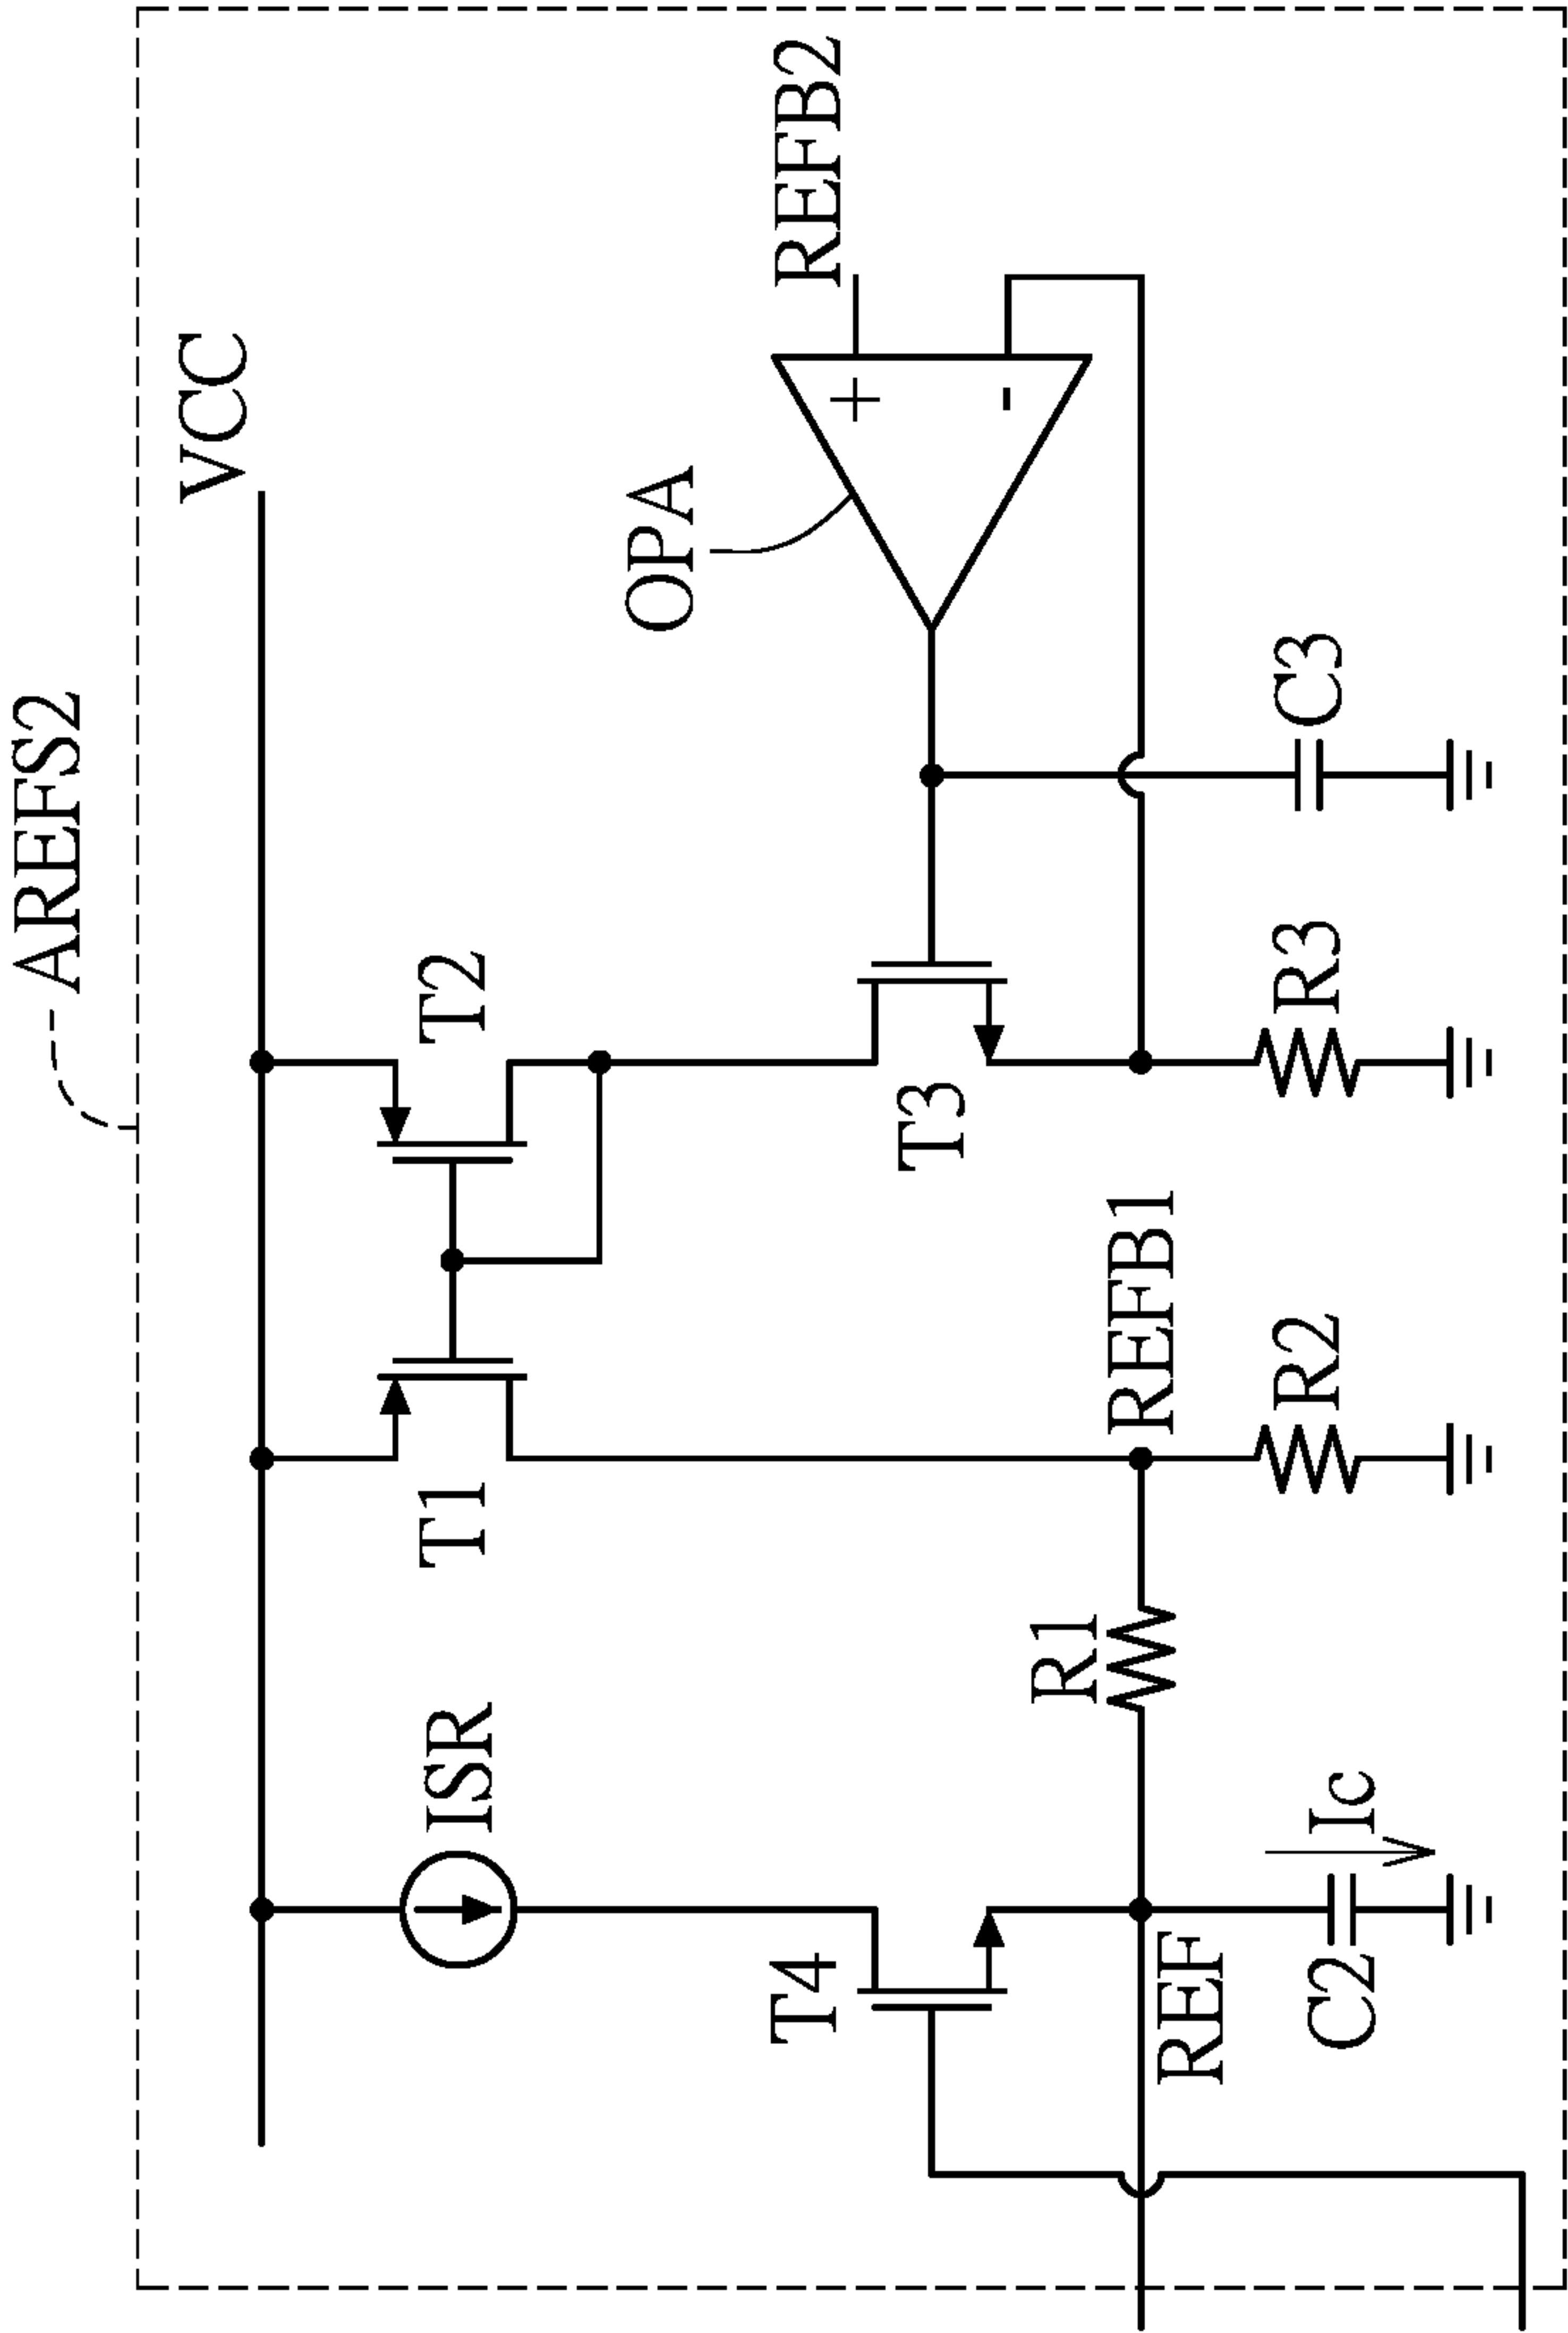 AREFS2
VCC
ISR
T1
T2
OPA
REFB2
+
-
T4
T3
R1
REFB1
REF
C2
Ic
R2
R3
C3